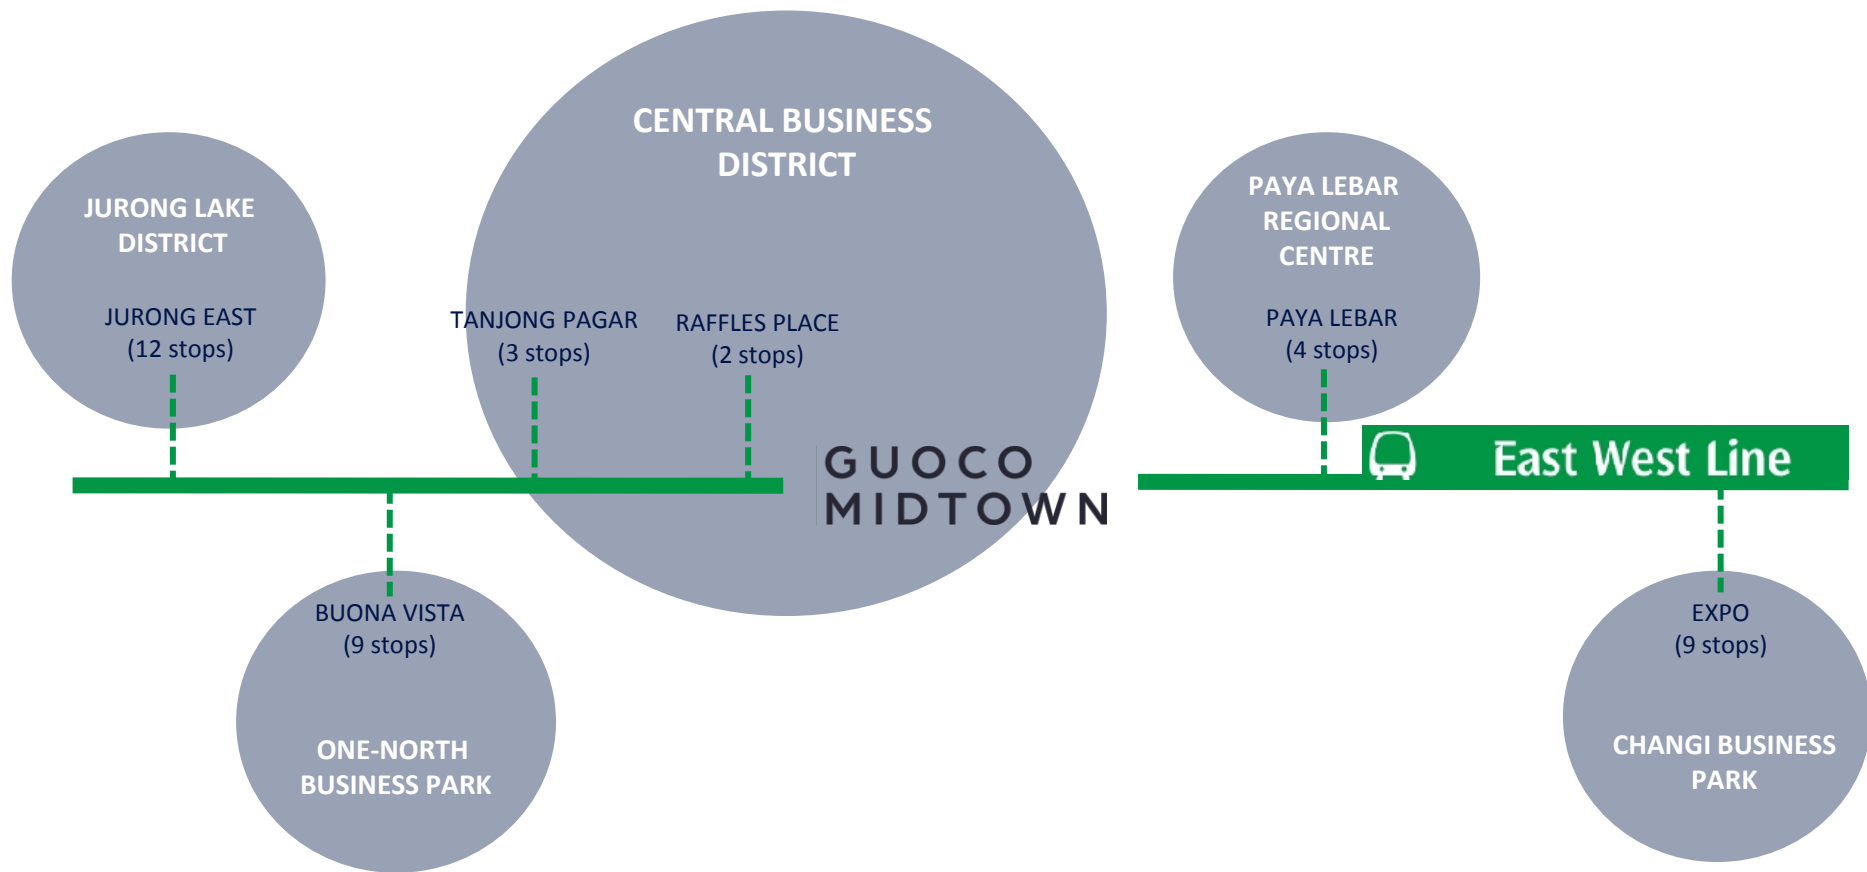 CENTRAL BUSINESS
DISTRICT
JURONG LAKE
DISTRICT
JURONG EAST
(12 stops)
TANJONG PAGAR
(3 stops)
RAFFLES PLACE
(2 stops)
PAYA LEBAR
REGIONAL
CENTRE
PAYA LEBAR
(4 stops)
GUOCO
MIDTOWN
East West Line
BUONA VISTA
(9 stops)
ONE-NORTH
BUSINESS PARK
EXPO
(9 stops)
CHANGI BUSINESS
PARK